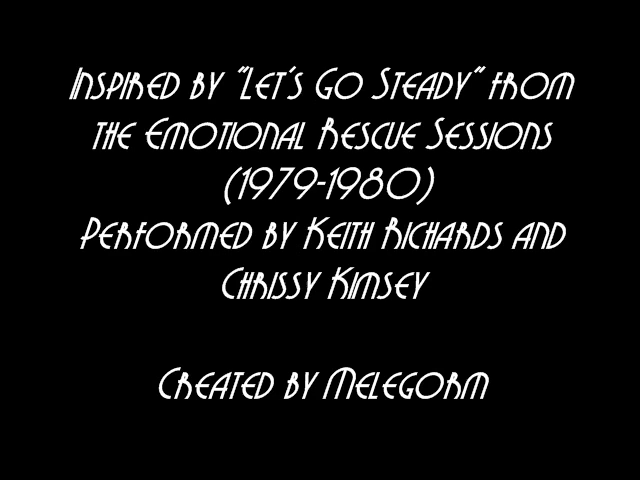 Inspired by "Let's Go Steady" from
the Emotional Rescue Sessions
(1979-1980)
Performed by Keith Richards and
Chrissy Kimsey
Created by Melegorm